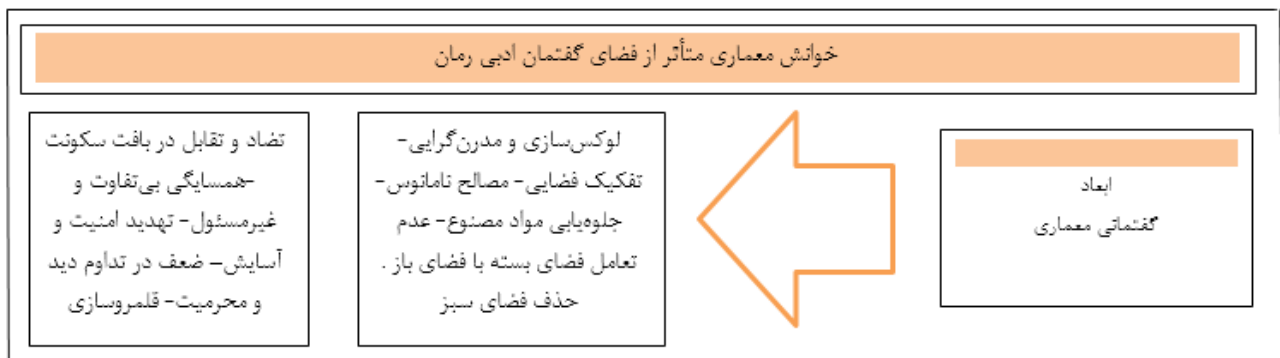 خوانش معماری متأثر از فضای گفتمان ادبی رمان
ابعاد
گفتمانی معماری
لوکس‌سازی و مدرن‌گرایی-
تفکیک فضایی- مصالح نامانوس-
جلوه‌یابی مواد مصنوع- عدم
تعامل فضای بسته با فضای باز .
حذف فضای سبز
تضاد و تقابل در بافت سکونت
-همسایگی بی‌تفاوت و
غیرمسئول- تهدید امنیت و
آسایش– ضعف در تداوم دید
و محرمیت- قلمروسازی